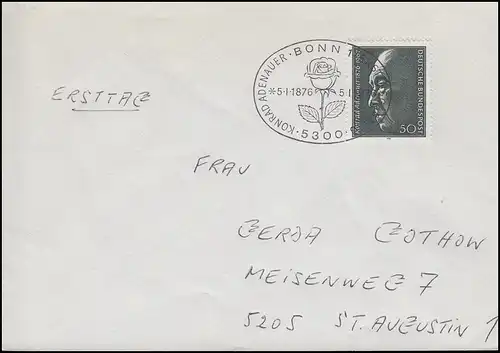 KONRAD ADENAUER · BONN 1
*5·1·1876
5·1
· 5300 ·
Konrad Adenauer 1876-1967
DEUTSCHE BUNDESPOST
50
ERSTTAG
FRAU
GERDA GOTHOW
MEISENWEG 7
5205 ST. AUGUSTIN 1